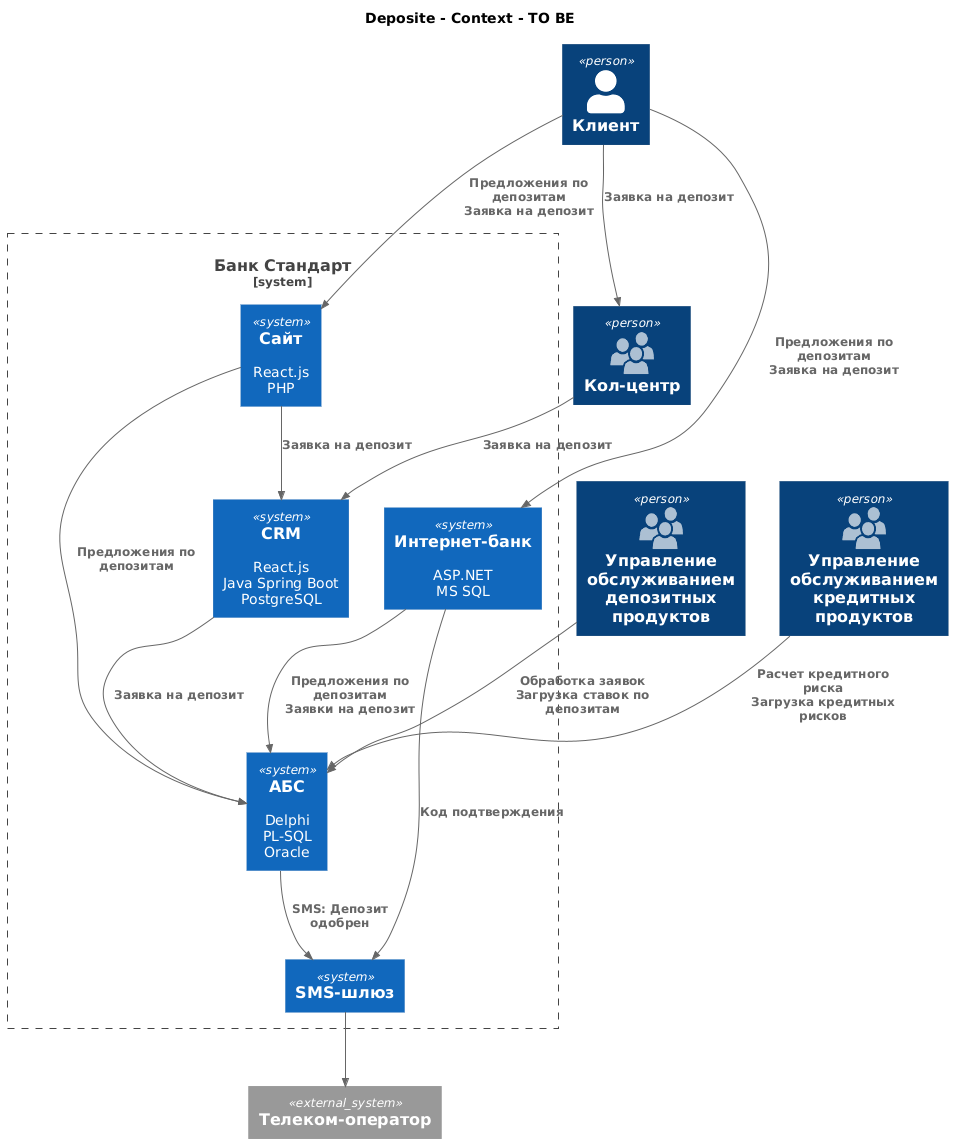 Deposite - Context - TO BE
«person»
Клиент
Предложения по
депозитам
Заявка на депозит
Заявка на депозит
Предложения по
депозитам
Заявка на депозит
Банк Стандарт
[system]
«system»
Сайт
React.js
PHP
«person»
Кол-центр
Заявка на депозит
Заявка на депозит
Предложения по
депозитам
«system»
CRM
React.js
Java Spring Boot
PostgreSQL
«system»
Интернет-банк
ASP.NET
MS SQL
«person»
Управление
обслуживанием
депозитных
продуктов
«person»
Управление
обслуживанием
кредитных
продуктов
Заявка на депозит
Предложения по
депозитам
Заявки на депозит
Обработка заявок
Загрузка ставок по
депозитам
Расчет кредитного
риска
Загрузка кредитных
рисков
«system»
АБС
Delphi
PL-SQL
Oracle
Код подтверждения
SMS: Депозит
одобрен
«system»
SMS-шлюз
«external_system»
Телеком-оператор